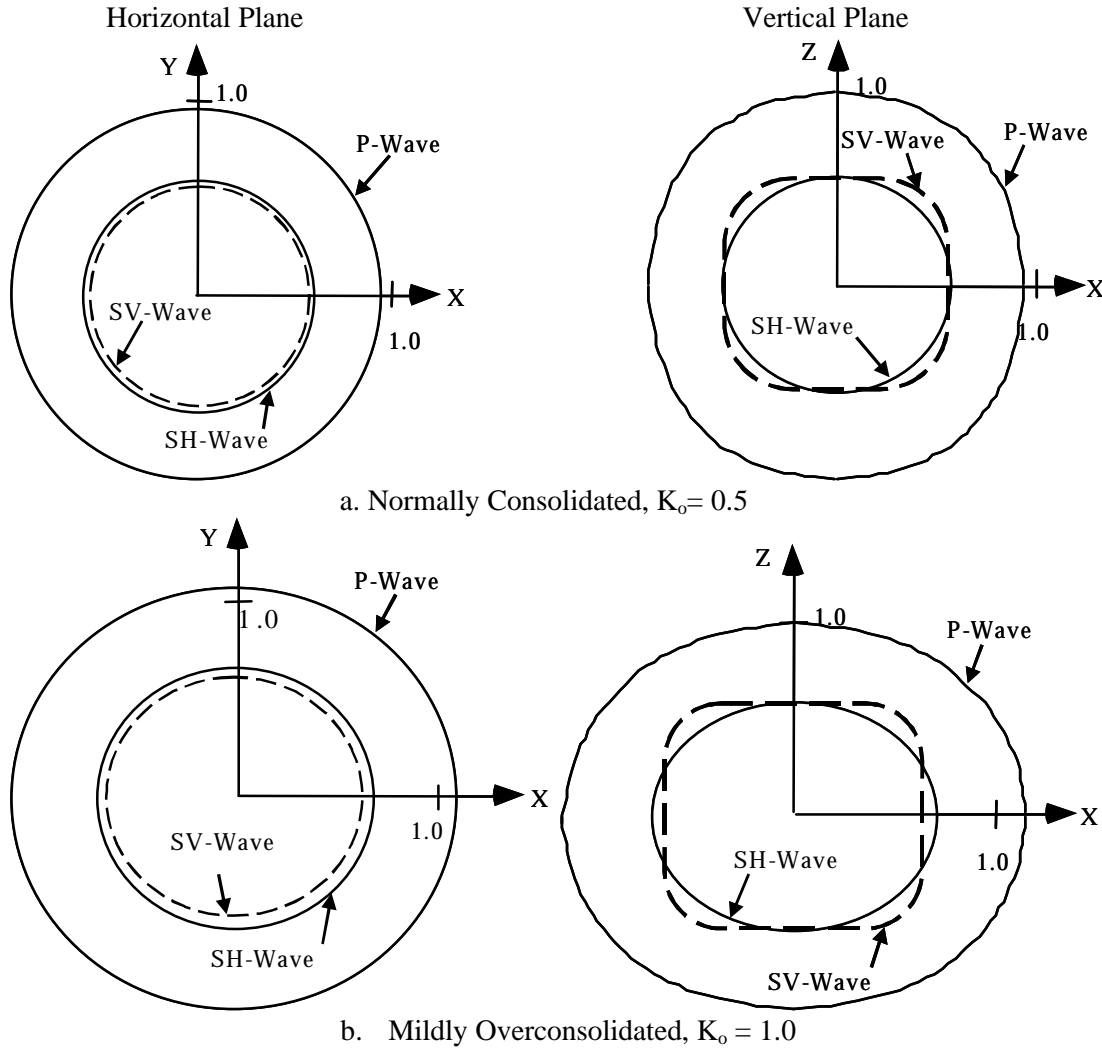 Horizontal Plane
Vertical Plane
Y
1.0
P-Wave
X
1.0
SV-Wave
SH-Wave
Z
1.0
SV-Wave
P-Wave
X
1.0
SH-Wave
a. Normally Consolidated, Kₒ= 0.5
Y
P-Wave
1.0
X
1.0
SV-Wave
SH-Wave
Z
1.0
P-Wave
X
1.0
SH-Wave
SV-Wave
b. Mildly Overconsolidated, Kₒ = 1.0